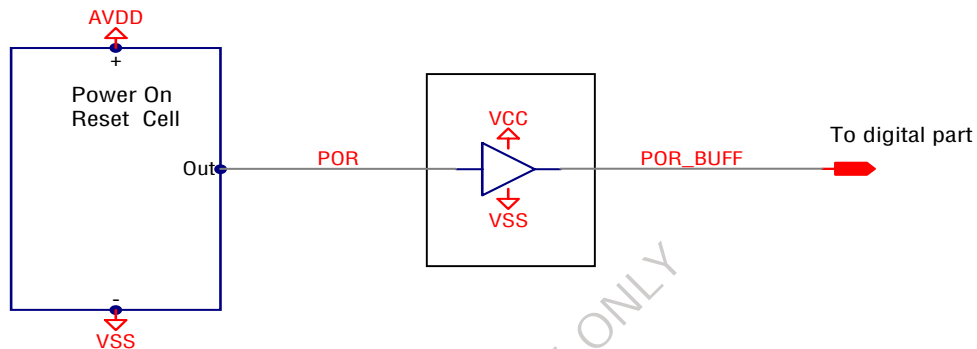 AVDD
+
Power On
Reset Cell
Out
-
VSS
POR
VCC
VSS
POR_BUFF
To digital part
ONLY